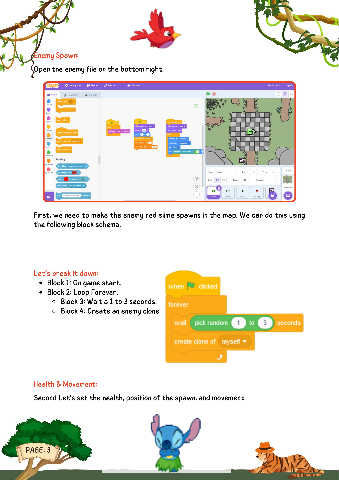 Enemy Spawn:
Open the enemy file on the bottom right.
First, we need to make the enemy red slime spawns in the map. We can do this using
the following block schema.
Let's break it down:
• Block 1: On game start.
• Block 2: Loop Forever.
○ Block 3: Wait a 1 to 3 seconds.
○ Block 4: Create an enemy clone
when clicked
forever
wait pick random 1 to 3 seconds
create clone of myself
Health & Movement:
Second Let's set the health, position of the spawn, and movement
PAGE. 3